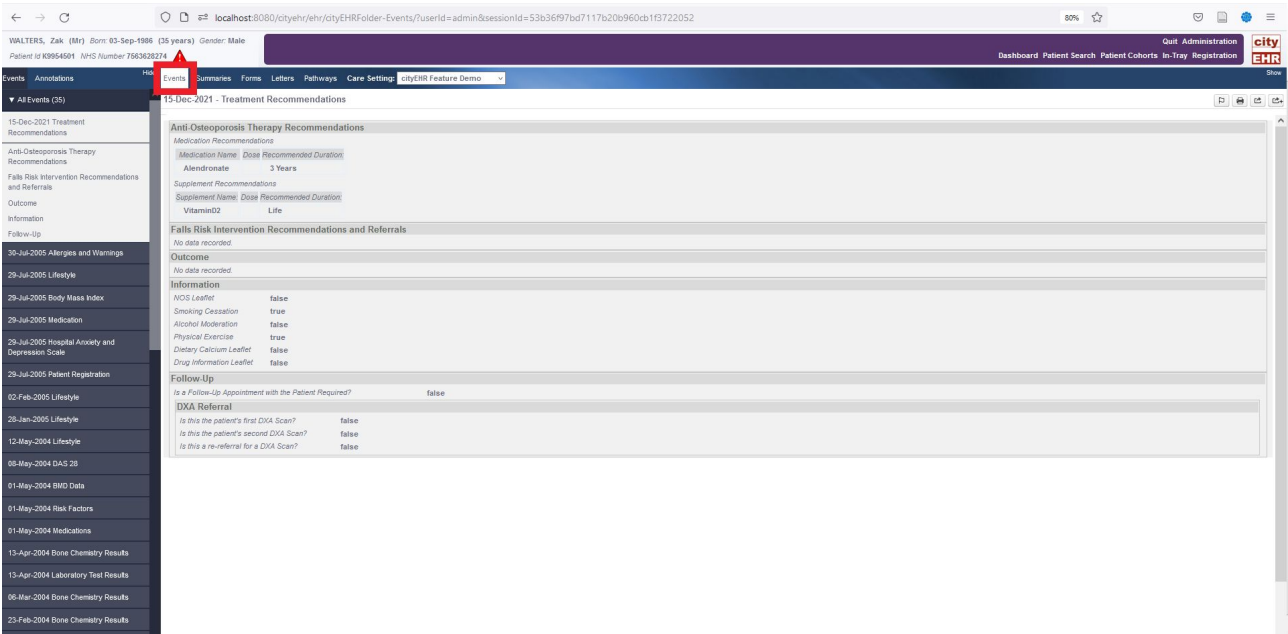 localhost:8080/cityehr/ehr/cityEHRFolder-Events/?userId=admin&sessionId=53b36f97bd7117b20b960cb1f3722052
80%
WALTERS, Zak (Mr) Born: 03-Sep-1986 (35 years) Gender: Male
Patient Id K9954501 NHS Number 7563628274
Quit Administration
Dashboard Patient Search Patient Cohorts In-Tray Registration
city
EHR
Events Annotations Hide
Events Summaries Forms Letters Pathways Care Setting: cityEHR Feature Demo
Show
▼ All Events (35)
15-Dec-2021 Treatment
Recommendations
Anti-Osteoporosis Therapy
Recommendations
Falls Risk Intervention Recommendations
and Referrals
Outcome
Information
Follow-Up
30-Jul-2005 Allergies and Warnings
29-Jul-2005 Lifestyle
29-Jul-2005 Body Mass Index
29-Jul-2005 Medication
29-Jul-2005 Hospital Anxiety and
Depression Scale
29-Jul-2005 Patient Registration
02-Feb-2005 Lifestyle
28-Jan-2005 Lifestyle
12-May-2004 Lifestyle
08-May-2004 DAS 28
01-May-2004 BMD Data
01-May-2004 Risk Factors
01-May-2004 Medications
13-Apr-2004 Bone Chemistry Results
13-Apr-2004 Laboratory Test Results
06-Mar-2004 Bone Chemistry Results
23-Feb-2004 Bone Chemistry Results
15-Dec-2021 - Treatment Recommendations
Anti-Osteoporosis Therapy Recommendations
Medication Recommendations
Medication Name Dose Recommended Duration:
Alendronate 3 Years
Supplement Recommendations
Supplement Name: Dose Recommended Duration:
VitaminD2 Life
Falls Risk Intervention Recommendations and Referrals
No data recorded.
Outcome
No data recorded.
Information
NOS Leaflet false
Smoking Cessation true
Alcohol Moderation false
Physical Exercise true
Dietary Calcium Leaflet false
Drug Information Leaflet false
Follow-Up
Is a Follow-Up Appointment with the Patient Required? false
DXA Referral
Is this the patient's first DXA Scan? false
Is this the patient's second DXA Scan? false
Is this a re-referral for a DXA Scan? false